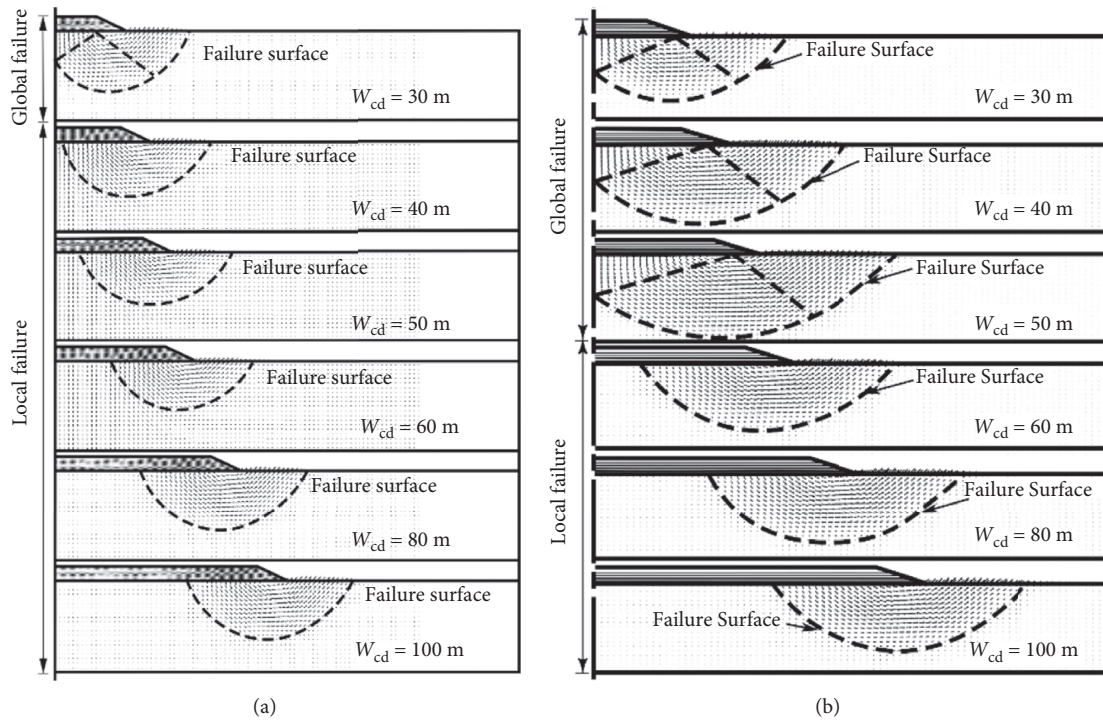 Global failure
Local failure
Failure surface
W_cd = 30 m
Failure surface
W_cd = 40 m
Failure surface
W_cd = 50 m
Failure surface
W_cd = 60 m
Failure surface
W_cd = 80 m
Failure surface
W_cd = 100 m
(a)
Global failure
Local failure
Failure Surface
W_cd = 30 m
Failure Surface
W_cd = 40 m
Failure Surface
W_cd = 50 m
Failure Surface
W_cd = 60 m
Failure Surface
W_cd = 80 m
Failure Surface
W_cd = 100 m
(b)